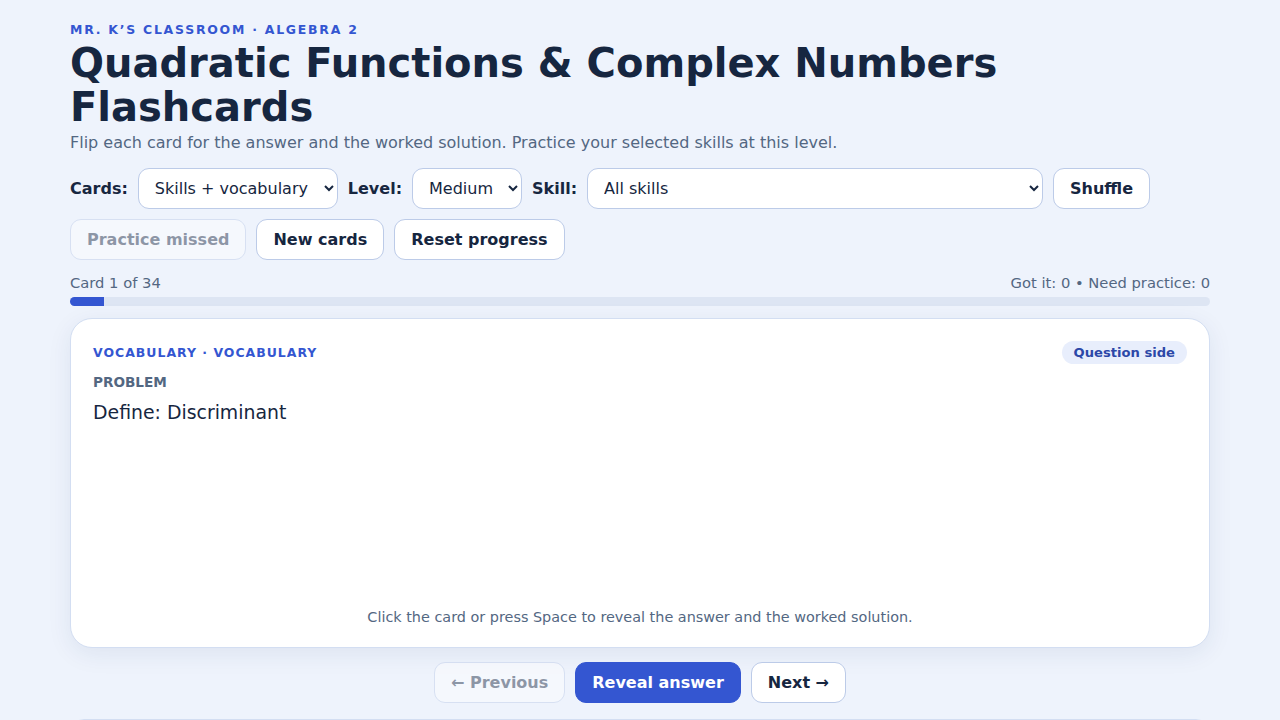 MR. K’S CLASSROOM · ALGEBRA 2
Quadratic Functions & Complex Numbers
Flashcards
Flip each card for the answer and the worked solution. Practice your selected skills at this level.
Cards: Skills + vocabulary Level: Medium Skill: All skills Shuffle
Practice missed New cards Reset progress
Card 1 of 34 Got it: 0 • Need practice: 0
VOCABULARY · VOCABULARY Question side
PROBLEM
Define: Discriminant
Click the card or press Space to reveal the answer and the worked solution.
← Previous Reveal answer Next →